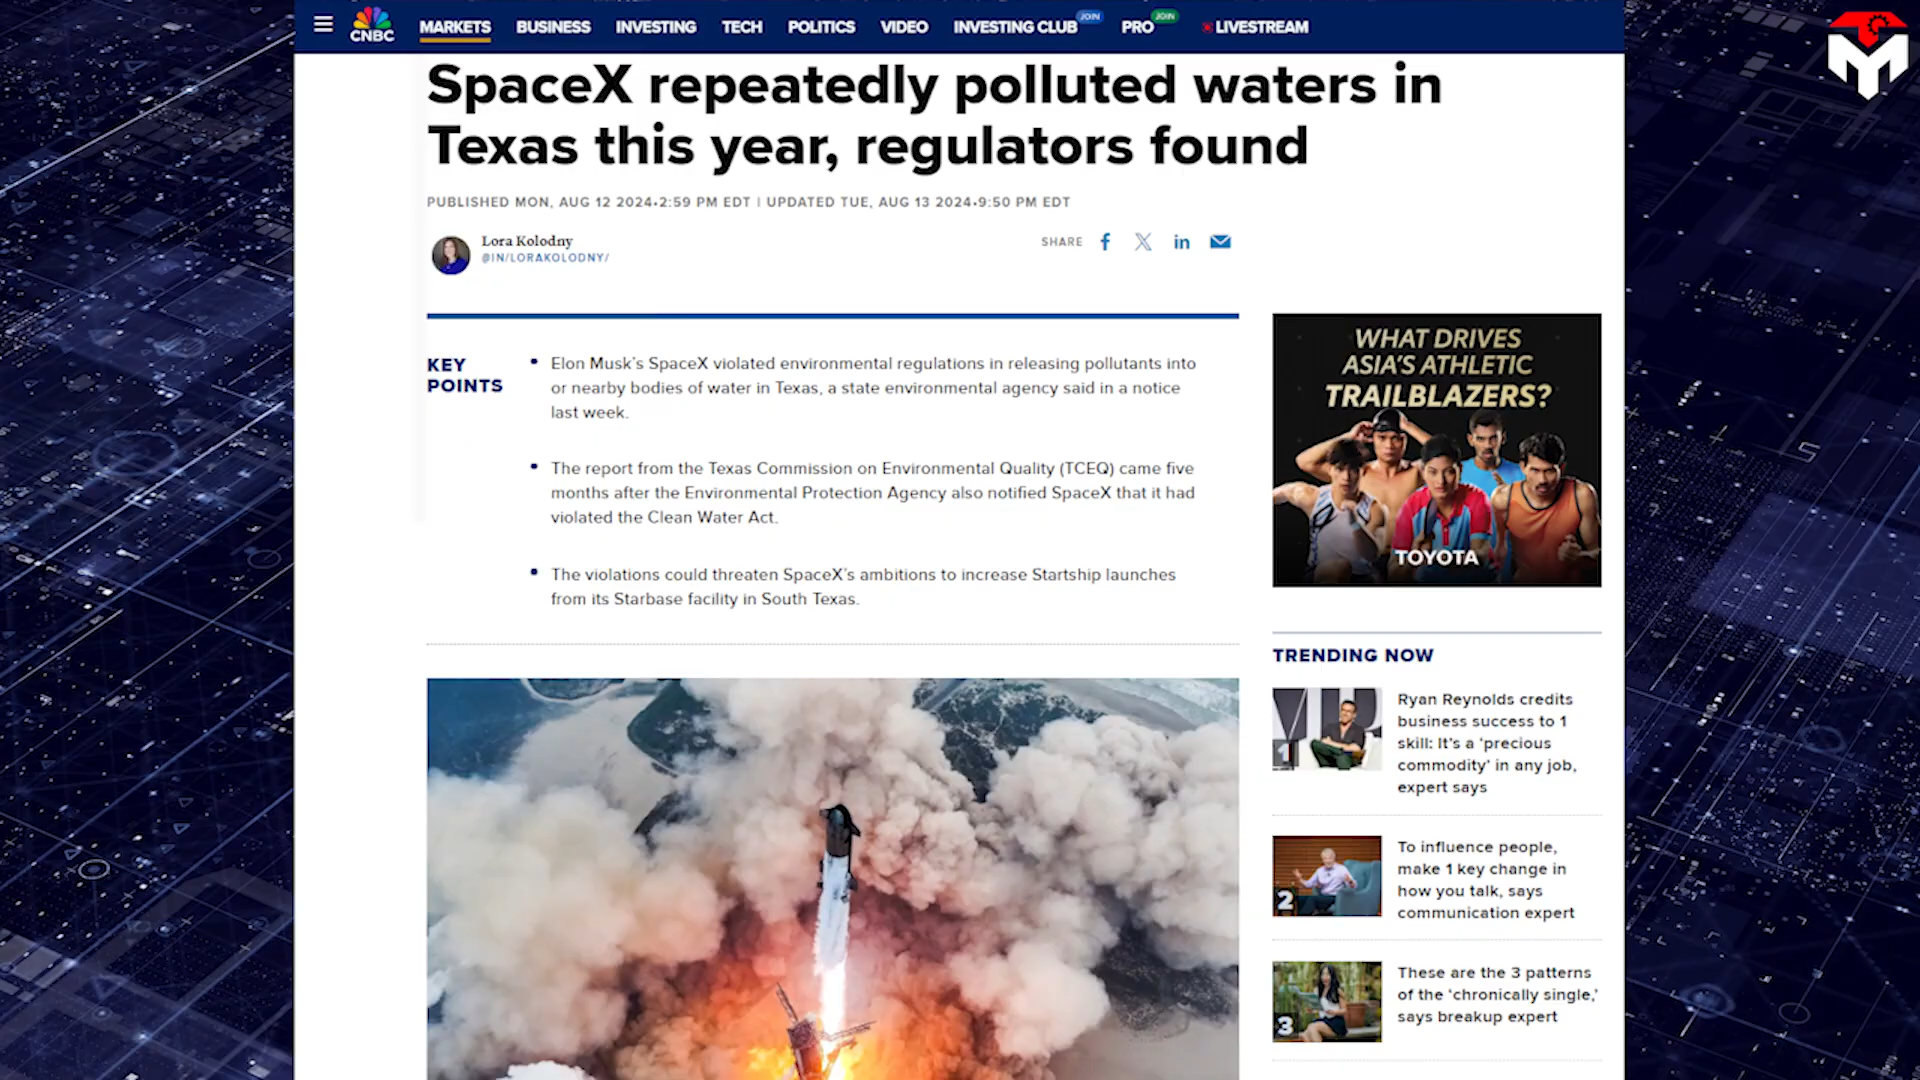 CNBC
MARKETS
BUSINESS
INVESTING
TECH
POLITICS
VIDEO
INVESTING CLUB
JOIN
PRO
JOIN
LIVESTREAM
M
SpaceX repeatedly polluted waters in
Texas this year, regulators found
PUBLISHED MON, AUG 12 2024•2:59 PM EDT | UPDATED TUE, AUG 13 2024•9:50 PM EDT
Lora Kolodny
@IN/LORAKOLODNY/
SHARE
KEY
POINTS
Elon Musk's SpaceX violated environmental regulations in releasing pollutants into
or nearby bodies of water in Texas, a state environmental agency said in a notice
last week.
The report from the Texas Commission on Environmental Quality (TCEQ) came five
months after the Environmental Protection Agency also notified SpaceX that it had
violated the Clean Water Act.
The violations could threaten SpaceX's ambitions to increase Startship launches
from its Starbase facility in South Texas.
WHAT DRIVES
ASIA'S ATHLETIC
TRAILBLAZERS?
TOYOTA
TRENDING NOW
1
Ryan Reynolds credits
business success to 1
skill: It's a 'precious
commodity' in any job,
expert says
2
To influence people,
make 1 key change in
how you talk, says
communication expert
3
These are the 3 patterns
of the 'chronically single,'
says breakup expert